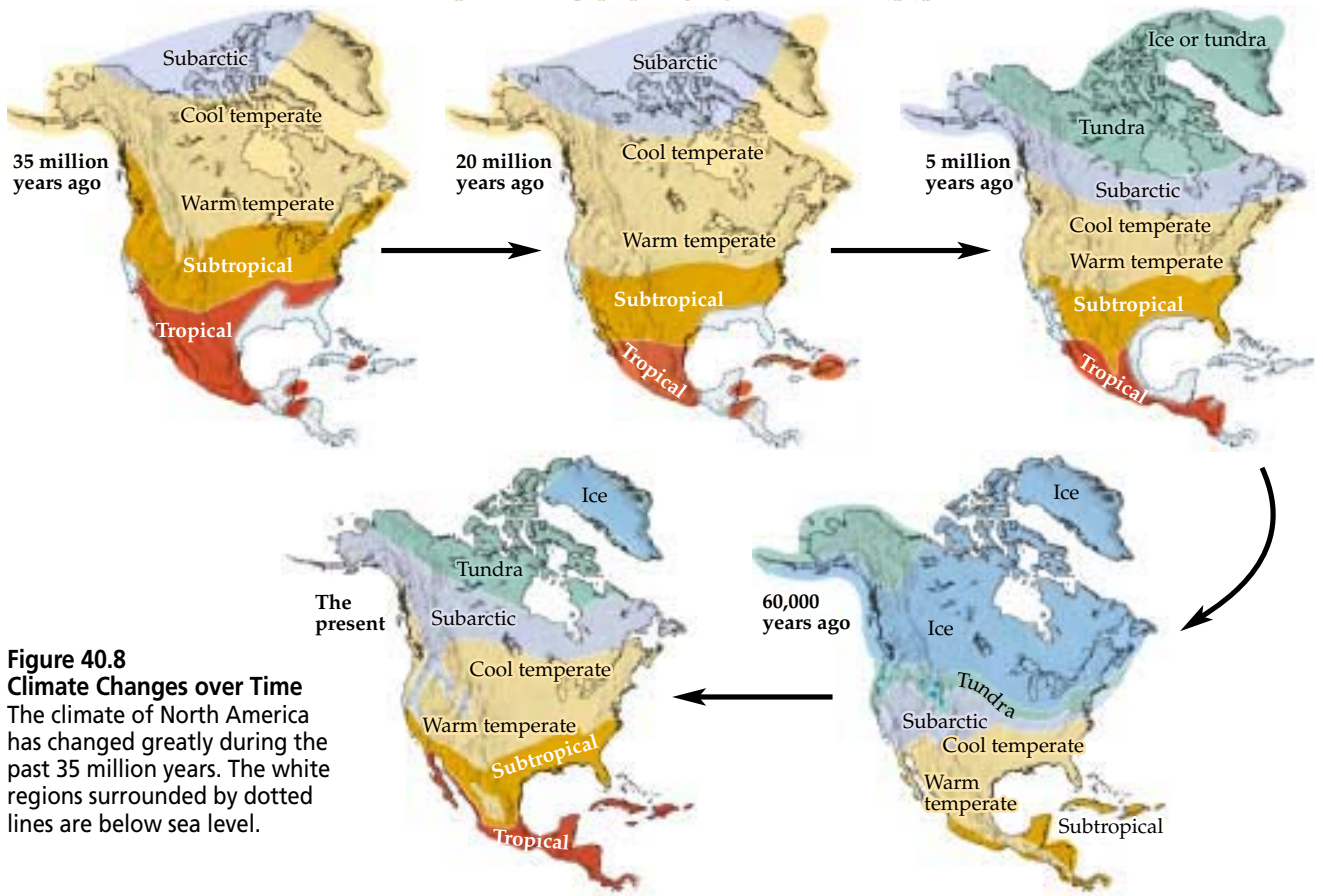 Subarctic
Cool temperate
35 million
years ago
Warm temperate
Subtropical
Tropical
Subarctic
Cool temperate
20 million
years ago
Warm temperate
Subtropical
Tropical
Ice or tundra
Tundra
5 million
years ago
Subarctic
Cool temperate
Warm temperate
Subtropical
Tropical
Ice
Tundra
60,000
years ago
Ice
Subarctic
Cool temperate
Warm
temperate
Subtropical
Ice
Tundra
The
present
Subarctic
Cool temperate
Warm temperate
Subtropical
Tropical
Figure 40.8
Climate Changes over Time
The climate of North America
has changed greatly during the
past 35 million years. The white
regions surrounded by dotted
lines are below sea level.